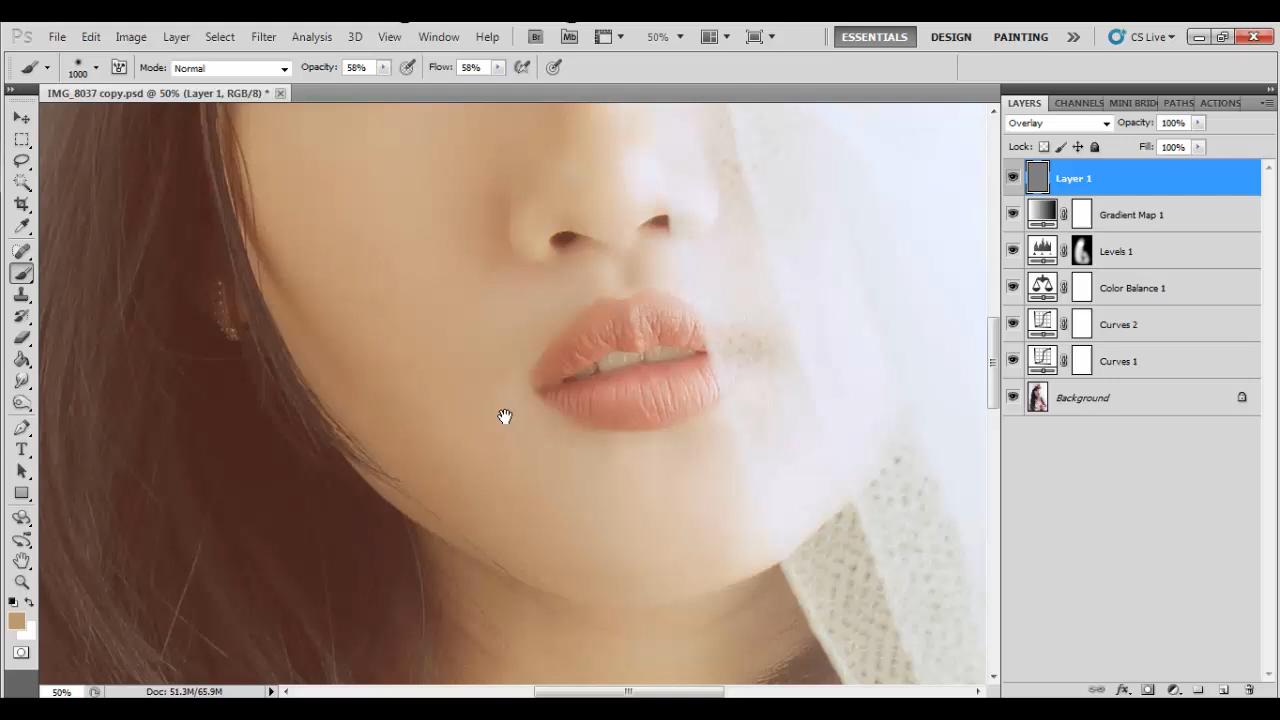 Ps File Edit Image Layer Select Filter Analysis 3D View Window Help Br Mb 50% ESSENTIALS DESIGN PAINTING CS Live
1000 Mode: Normal Opacity: 58% Flow: 58%
IMG_8037 copy.psd @ 50% (Layer 1, RGB/8) *
LAYERS CHANNELS MINI BRID PATHS ACTIONS
Overlay Opacity: 100%
Lock: Fill: 100%
Layer 1
Gradient Map 1
Levels 1
Color Balance 1
Curves 2
Curves 1
Background
T
50% Doc: 51.3M/65.9M
fx